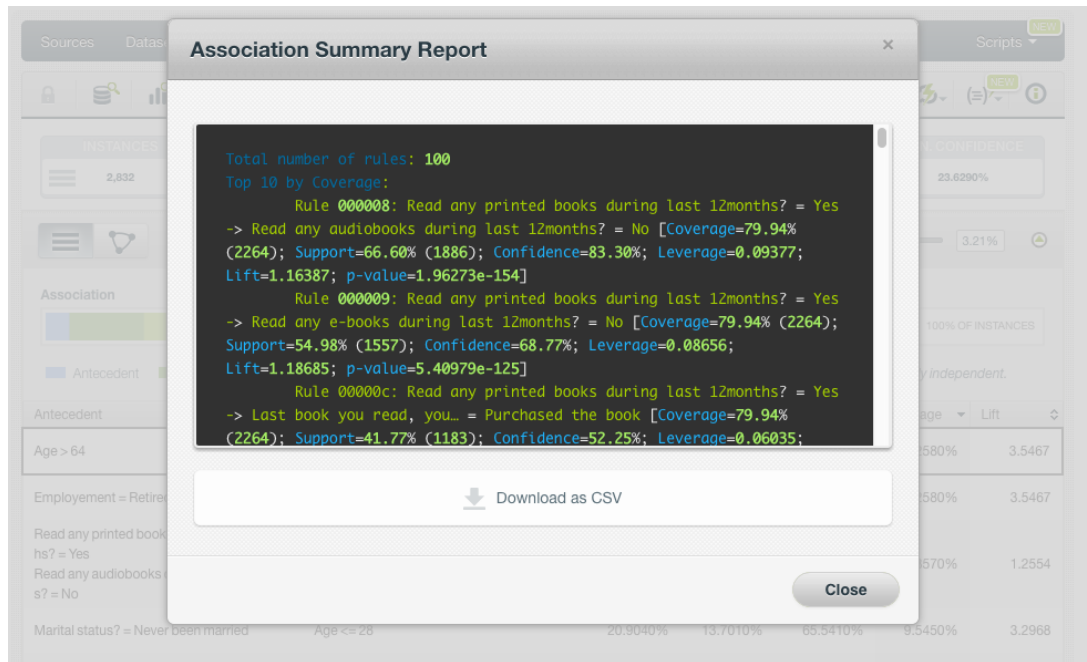 Sources
NEW
Scripts
Association Summary Report
×
NEW
INSTANCES
2,832
23.6290%
3.21%
Total number of rules: 100
Top 10 by Coverage:
Rule 000008: Read any printed books during last 12months? = Yes
-> Read any audiobooks during last 12months? = No [Coverage=79.94%
(2264); Support=66.60% (1886); Confidence=83.30%; Leverage=0.09377;
Lift=1.16387; p-value=1.96273e-154]
Rule 000009: Read any printed books during last 12months? = Yes
-> Read any e-books during last 12months? = No [Coverage=79.94% (2264);
Support=54.98% (1557); Confidence=68.77%; Leverage=0.08656;
Lift=1.18685; p-value=5.40979e-125]
Rule 00000c: Read any printed books during last 12months? = Yes
-> Last book you read, you… = Purchased the book [Coverage=79.94%
(2264); Support=41.77% (1183); Confidence=52.25%; Leverage=0.06035;
Download as CSV
Close
Association
100% OF INSTANCES
Antecedent
independent.
Antecedent
Lift
Age > 64
580% 3.5467
Employement = Retire
580% 3.5467
Read any printed book
hs? = Yes
Read any audiobooks
s? = No
570% 1.2554
Marital status? = Never been married Age <= 28 20.9040% 13.7010% 65.5410% 9.5450% 3.2968